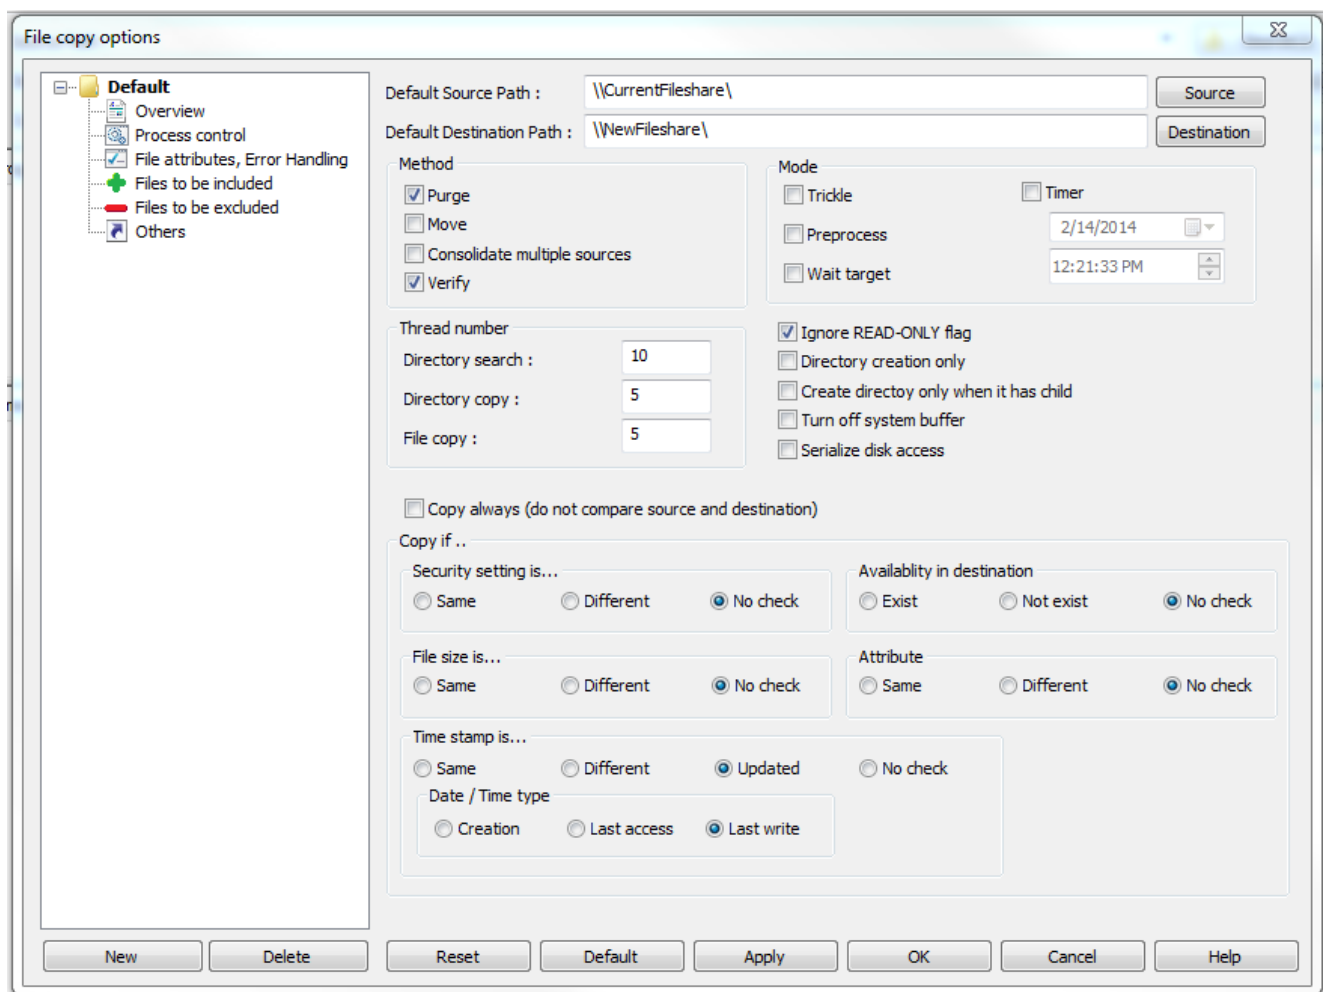 File copy options
Default
Overview
Process control
File attributes, Error Handling
Files to be included
Files to be excluded
Others
Default Source Path : \\CurrentFileshare\ Source
Default Destination Path : \\NewFileshare\ Destination
Method
Purge
Move
Consolidate multiple sources
Verify
Mode
Trickle Timer
Preprocess 2/14/2014
Wait target 12:21:33 PM
Thread number
Directory search : 10
Directory copy : 5
File copy : 5
Ignore READ-ONLY flag
Directory creation only
Create directoy only when it has child
Turn off system buffer
Serialize disk access
Copy always (do not compare source and destination)
Copy if ..
Security setting is...
Same Different No check
Availablity in destination
Exist Not exist No check
File size is...
Same Different No check
Attribute
Same Different No check
Time stamp is...
Same Different Updated No check
Date / Time type
Creation Last access Last write
New Delete Reset Default Apply OK Cancel Help